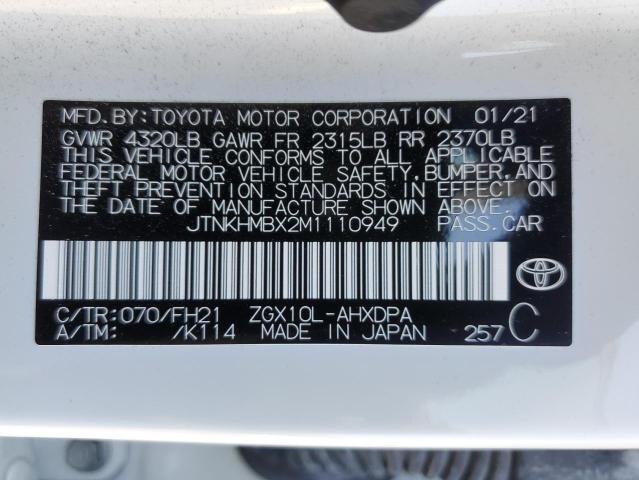 MFD.BY:TOYOTA MOTOR CORPORATION 01/21
GVWR 4320LB GAWR FR 2315LB RR 2370LB
THIS VEHICLE CONFORMS TO ALL APPLICABLE
FEDERAL MOTOR VEHICLE SAFETY, BUMPER, AND
THEFT PREVENTION STANDARDS IN EFFECT ON
THE DATE OF MANUFACTURE SHOWN ABOVE.
JTNKHMBX2M1110949 PASS.CAR
C/TR:070/FH21 ZGX10L-AHXDPA
A/TM: /K114 MADE IN JAPAN 257 C